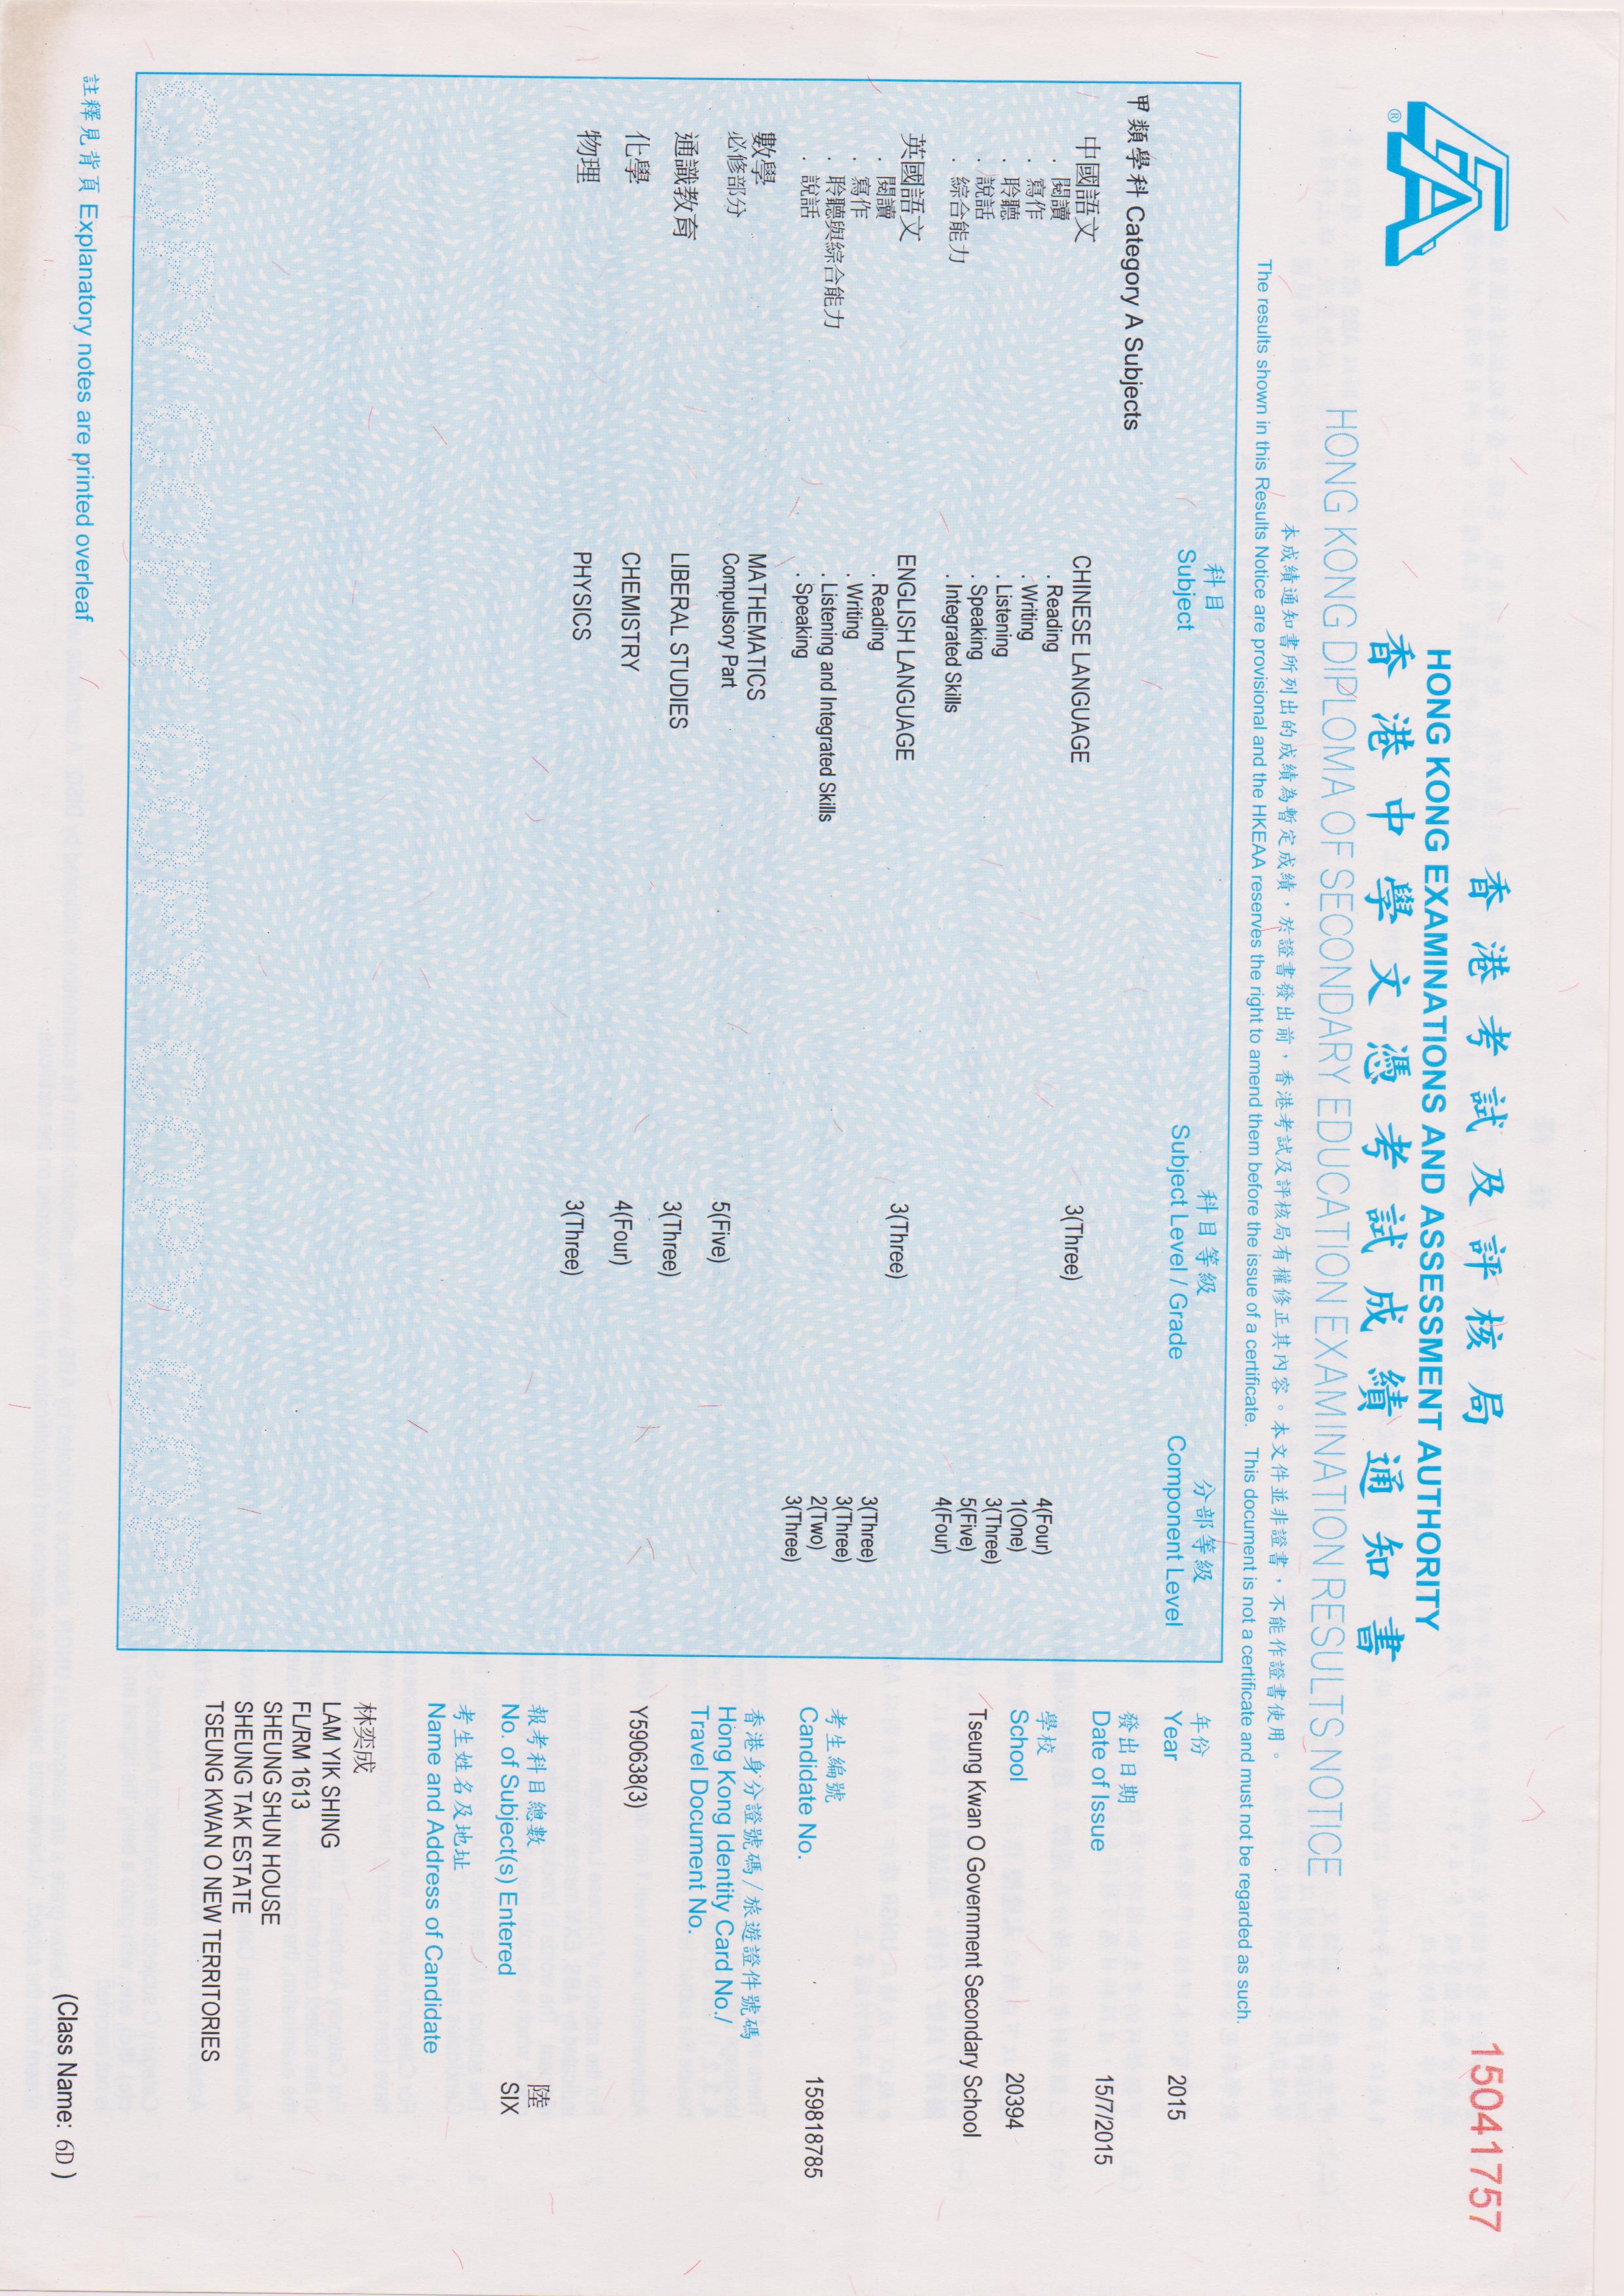 香港考試及評核局
HONG KONG EXAMINATIONS AND ASSESSMENT AUTHORITY
香港中學文憑考試成績通知書
HONG KONG DIPLOMA OF SECONDARY EDUCATION EXAMINATION RESULTS NOTICE
15041757
®
本成績通知書所列出的成績為暫定成績，於證書發出前，香港考試及評核局有權修正其內容。本文件並非證書，不能作證書使用。
The results shown in this Results Notice are provisional and the HKEAA reserves the right to amend them before the issue of a certificate. This document is not a certificate and must not be regarded as such.
科目 科目等級 分部等級
Subject Subject Level / Grade Component Level
甲類學科 Category A Subjects
中國語文 CHINESE LANGUAGE 3(Three)
. 閱讀 . Reading 4(Four)
. 寫作 . Writing 1(One)
. 聆聽 . Listening 3(Three)
. 說話 . Speaking 5(Five)
. 綜合能力 . Integrated Skills 4(Four)
英國語文 ENGLISH LANGUAGE 3(Three)
. 閱讀 . Reading 3(Three)
. 寫作 . Writing 3(Three)
. 聆聽與綜合能力 . Listening and Integrated Skills 2(Two)
. 說話 . Speaking 3(Three)
數學 MATHEMATICS
必修部分 Compulsory Part 5(Five)
通識教育 LIBERAL STUDIES 3(Three)
化學 CHEMISTRY 4(Four)
物理 PHYSICS 3(Three)
COPY COPY COPY COPY COPY
年份
Year 2015
發出日期
Date of Issue 15/7/2015
學校
School 20394
Tseung Kwan O Government Secondary School
考生編號
Candidate No. 159818785
香港身分證號碼/旅遊證件號碼
Hong Kong Identity Card No./
Travel Document No.
Y590638(3)
報考科目總數 陸
No. of Subject(s) Entered SIX
考生姓名及地址
Name and Address of Candidate
林奕成
LAM YIK SHING
FL/RM 1613
SHEUNG SHUN HOUSE
SHEUNG TAK ESTATE
TSEUNG KWAN O NEW TERRITORIES
註釋見背頁 Explanatory notes are printed overleaf
(Class Name: 6D )